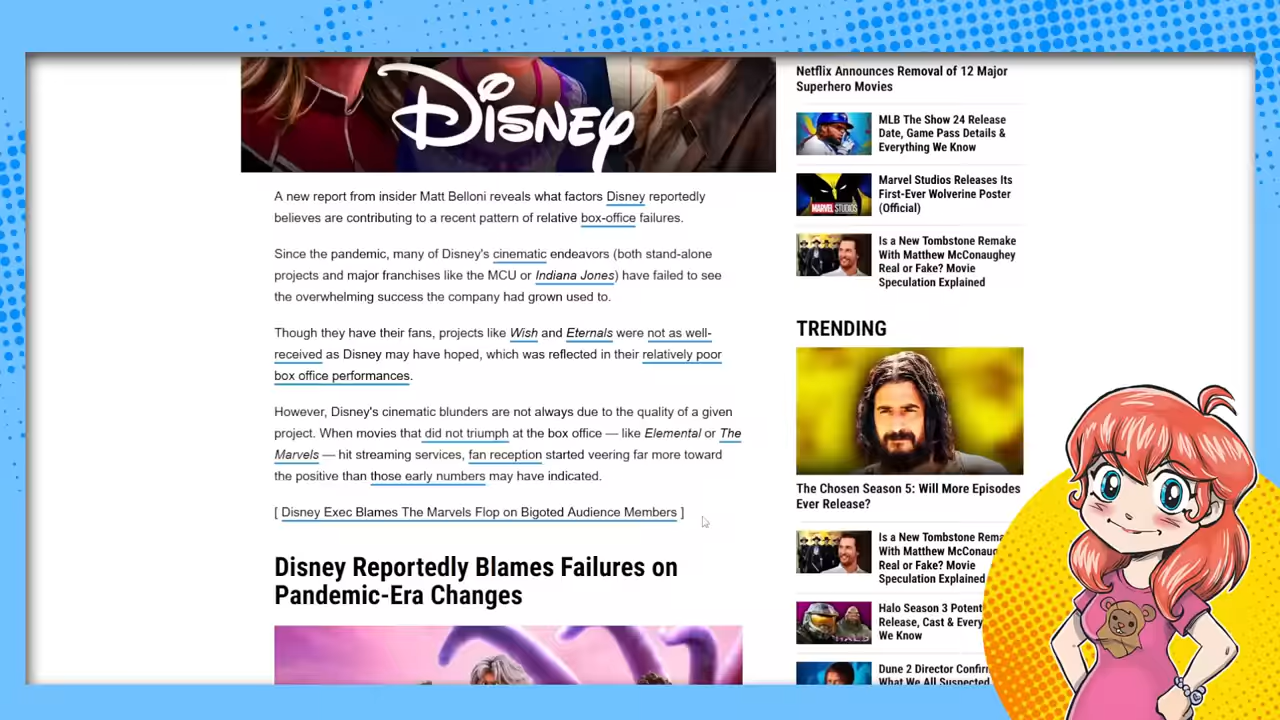 Disney
A new report from insider Matt Belloni reveals what factors Disney reportedly
believes are contributing to a recent pattern of relative box-office failures.
Since the pandemic, many of Disney's cinematic endeavors (both stand-alone
projects and major franchises like the MCU or Indiana Jones) have failed to see
the overwhelming success the company had grown used to.
Though they have their fans, projects like Wish and Eternals were not as well-
received as Disney may have hoped, which was reflected in their relatively poor
box office performances.
However, Disney's cinematic blunders are not always due to the quality of a given
project. When movies that did not triumph at the box office — like Elemental or The
Marvels — hit streaming services, fan reception started veering far more toward
the positive than those early numbers may have indicated.
[ Disney Exec Blames The Marvels Flop on Bigoted Audience Members ]
Disney Reportedly Blames Failures on
Pandemic-Era Changes
Netflix Announces Removal of 12 Major
Superhero Movies
MLB The Show 24 Release
Date, Game Pass Details &
Everything We Know
MARVEL STUDIOS
Marvel Studios Releases Its
First-Ever Wolverine Poster
(Official)
Is a New Tombstone Remake
With Matthew McConaughey
Real or Fake? Movie
Speculation Explained
TRENDING
The Chosen Season 5: Will More Episodes
Ever Release?
Is a New Tombstone Rema
With Matthew McConaug
Real or Fake? Movie
Speculation Explained
HALO
Halo Season 3 Potent
Release, Cast & Every
We Know
Dune 2 Director Confir
What We All Suspected